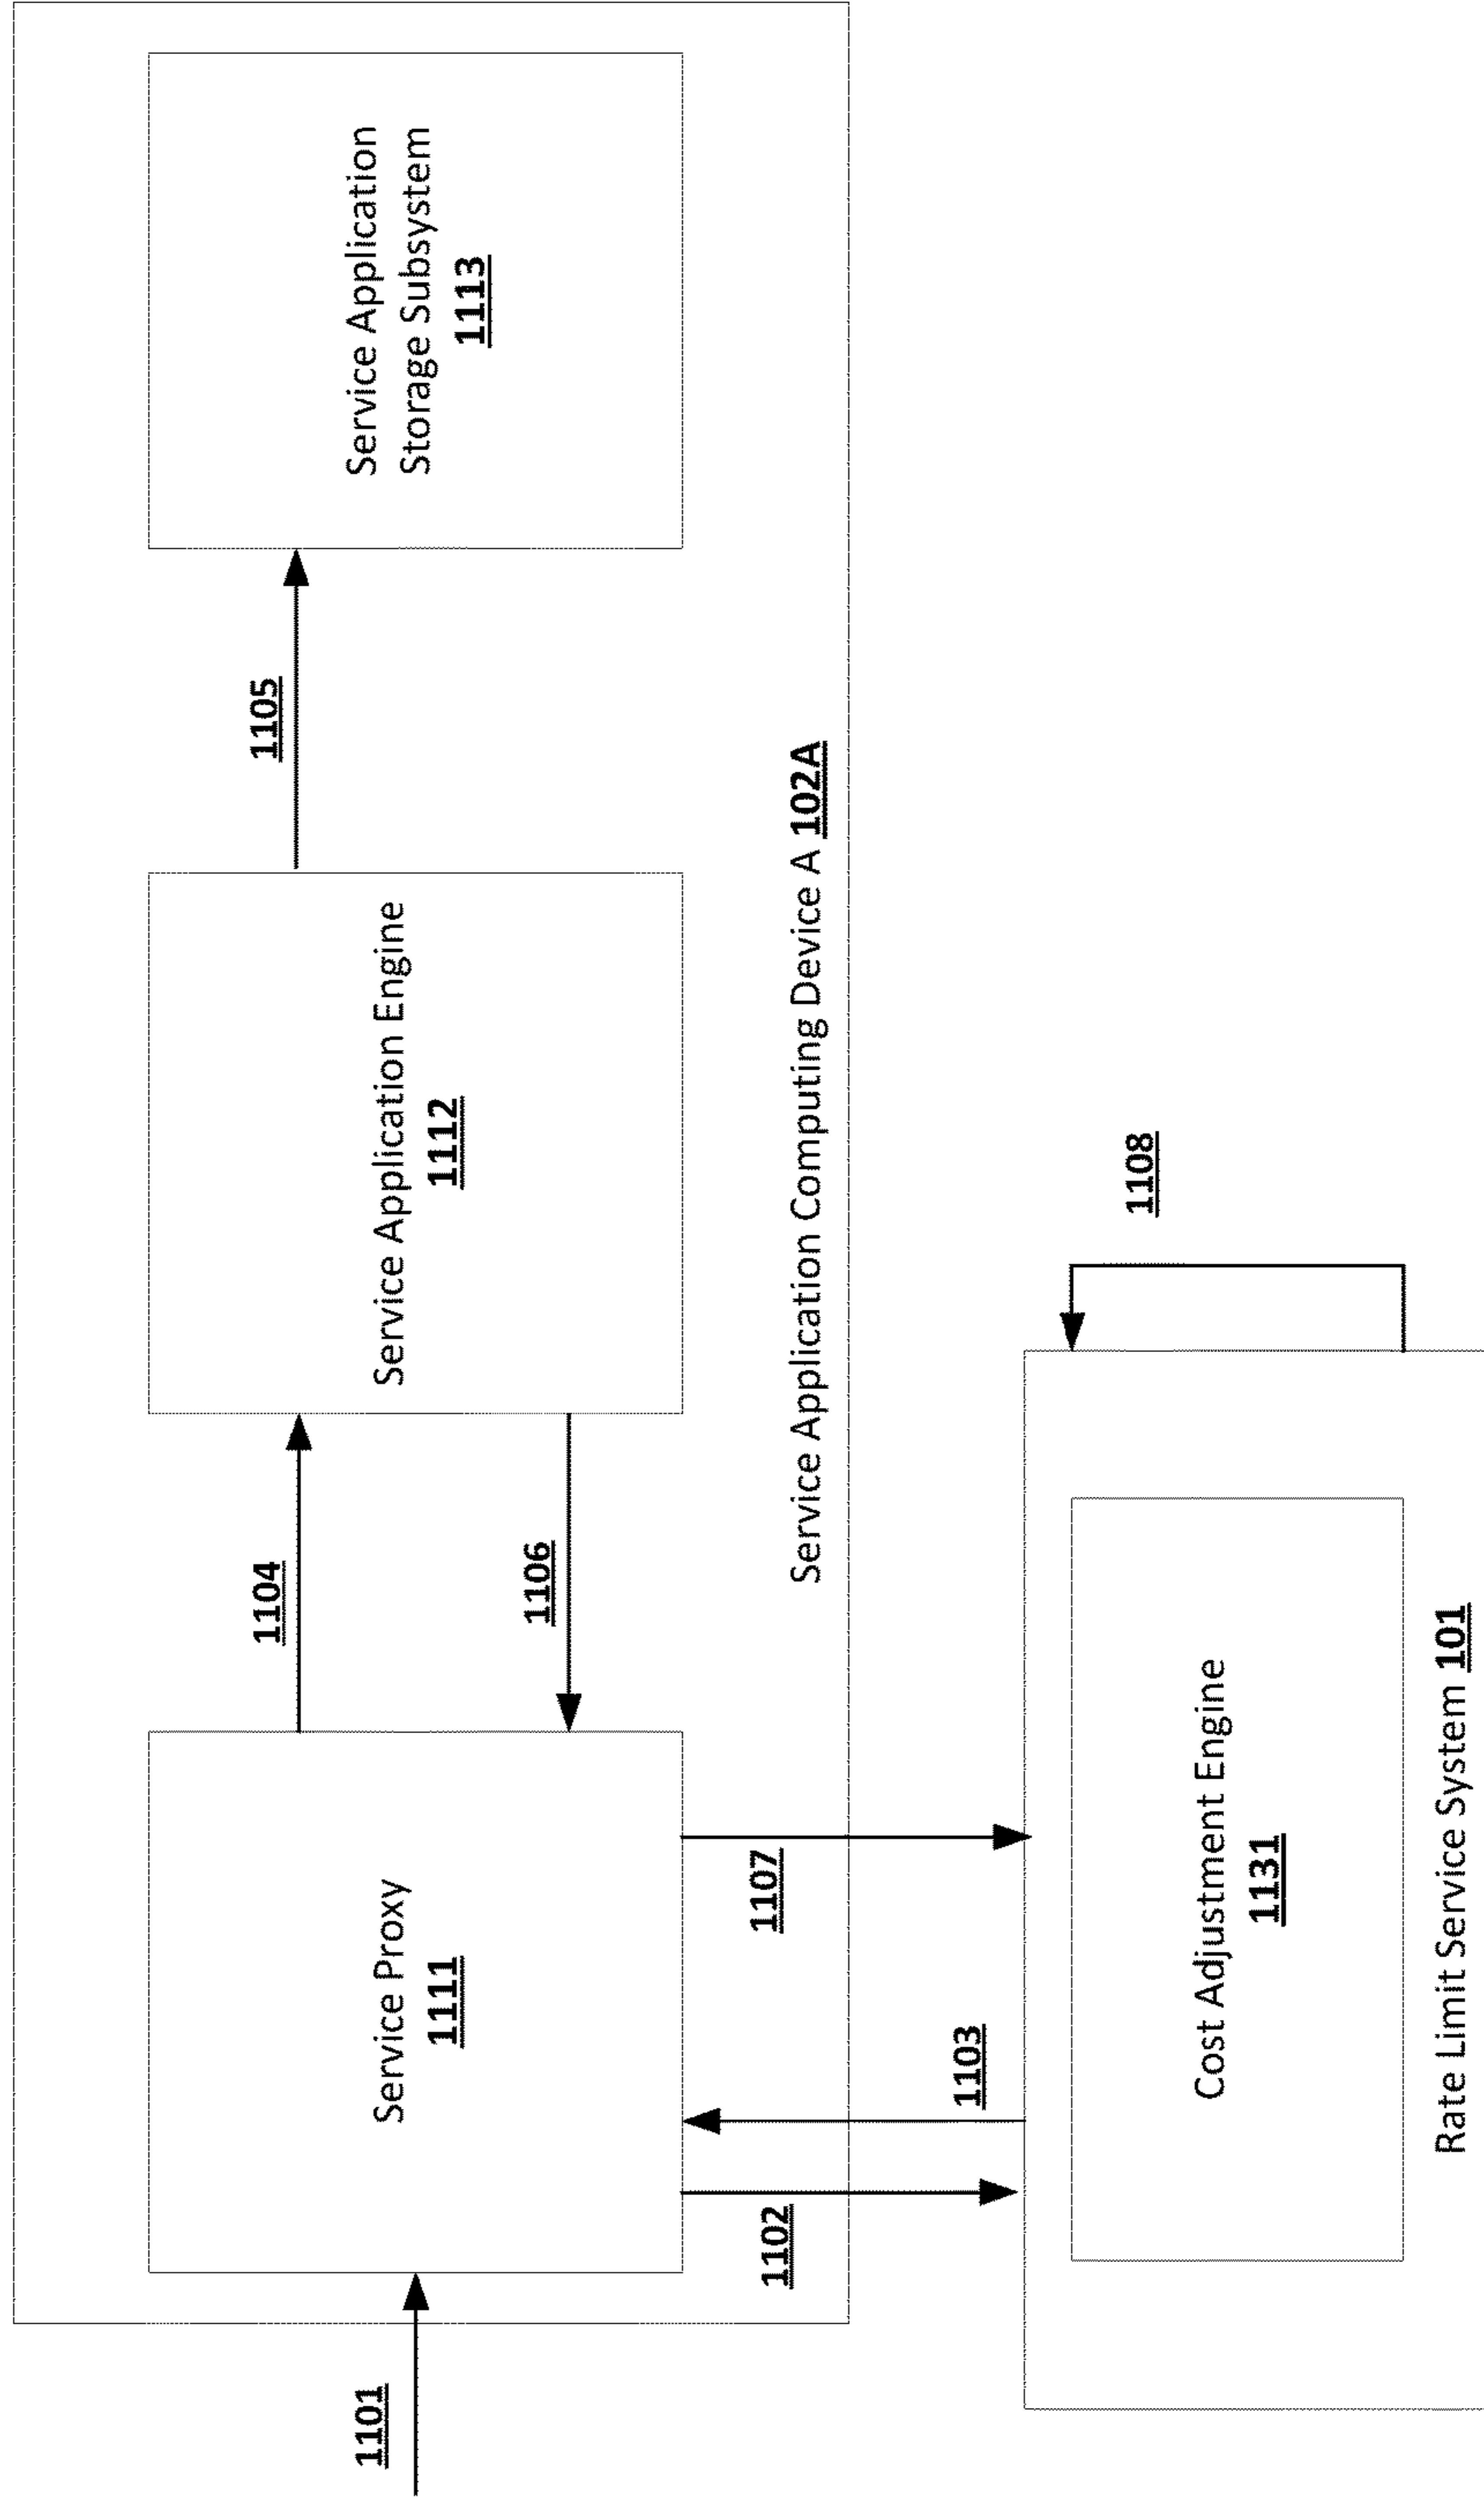 1101
Service Proxy
1111
1104
1106
Service Application Engine
1112
1105
Service Application
Storage Subsystem
1113
Service Application Computing Device A 102A
1102
1103
1107
Cost Adjustment Engine
1131
Rate Limit Service System 101
1108